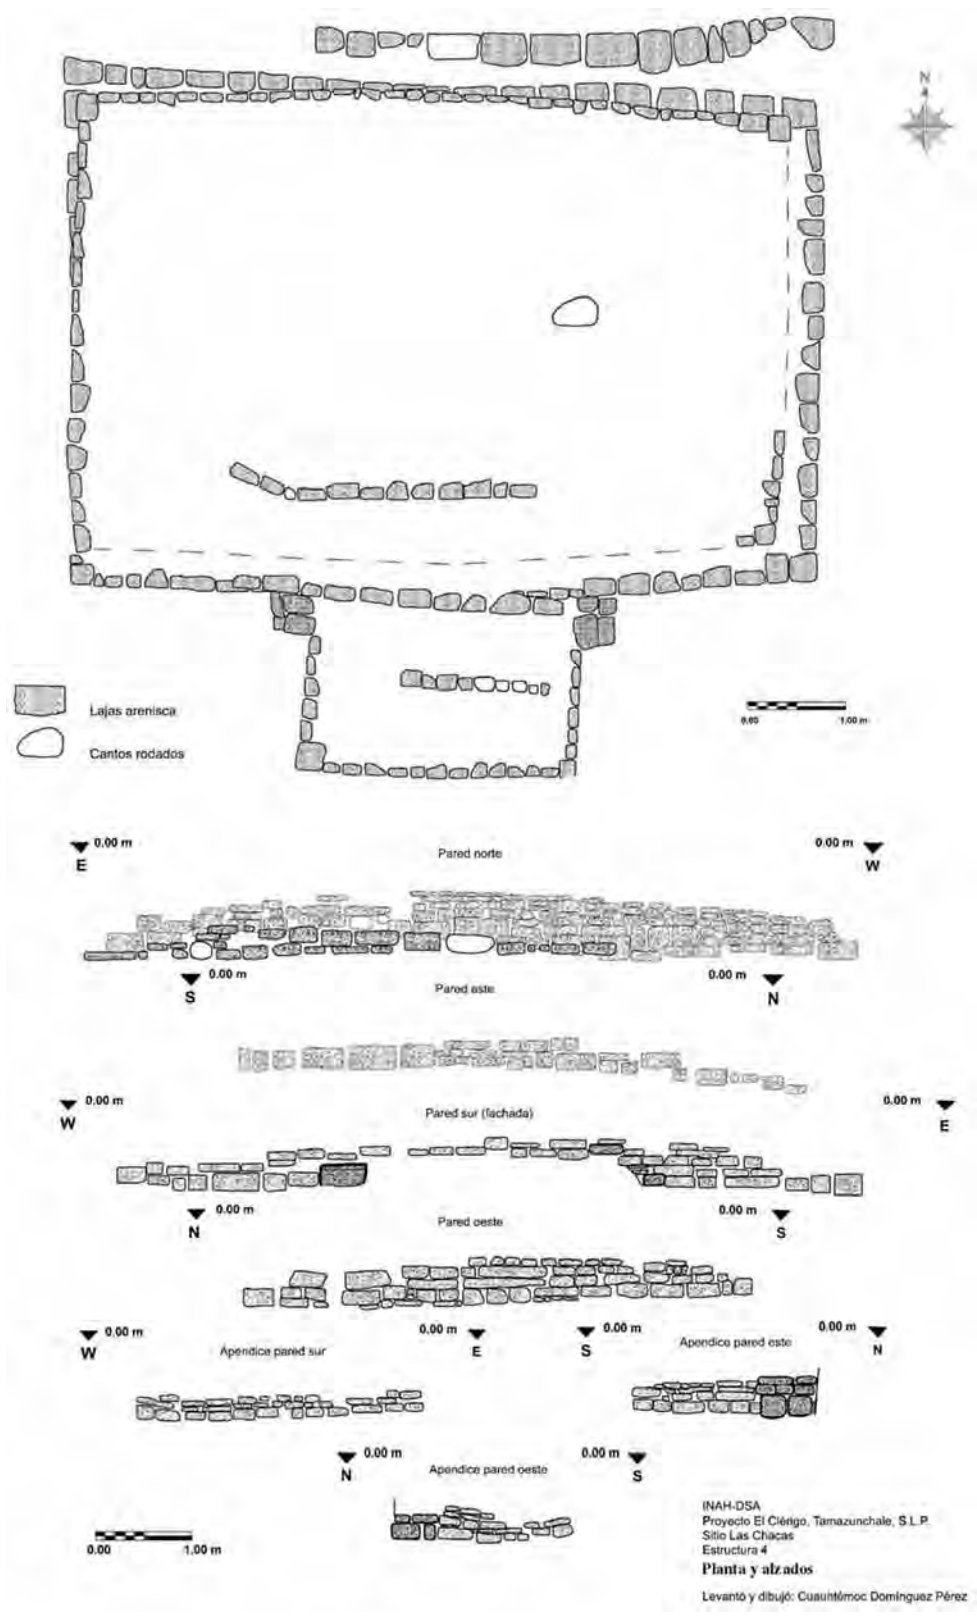 N
Lajas arenisca
Cantos rodados
0.00 1.00 m
0.00 m 0.00 m
E Pared norte W
0.00 m 0.00 m
S Pared este N
0.00 m 0.00 m
W Pared sur (fachada) E
0.00 m 0.00 m
N Pared oeste S
0.00 m 0.00 m 0.00 m 0.00 m
W Apendice pared sur E S Apendice pared este N
0.00 m 0.00 m
N Apendice pared oeste S
0.00 1.00 m
INAH-DSA
Proyecto El Clérigo, Tamazunchale, S.L.P.
Sitio Las Chacas
Estructura 4
Planta y alzados
Levantó y dibujó: Cuauhtémoc Domínguez Pérez